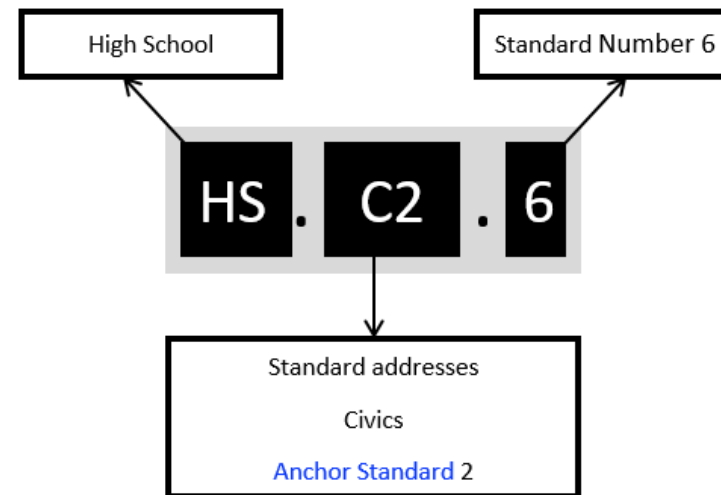 High School
Standard Number 6
HS . C2 . 6
Standard addresses
Civics
Anchor Standard 2